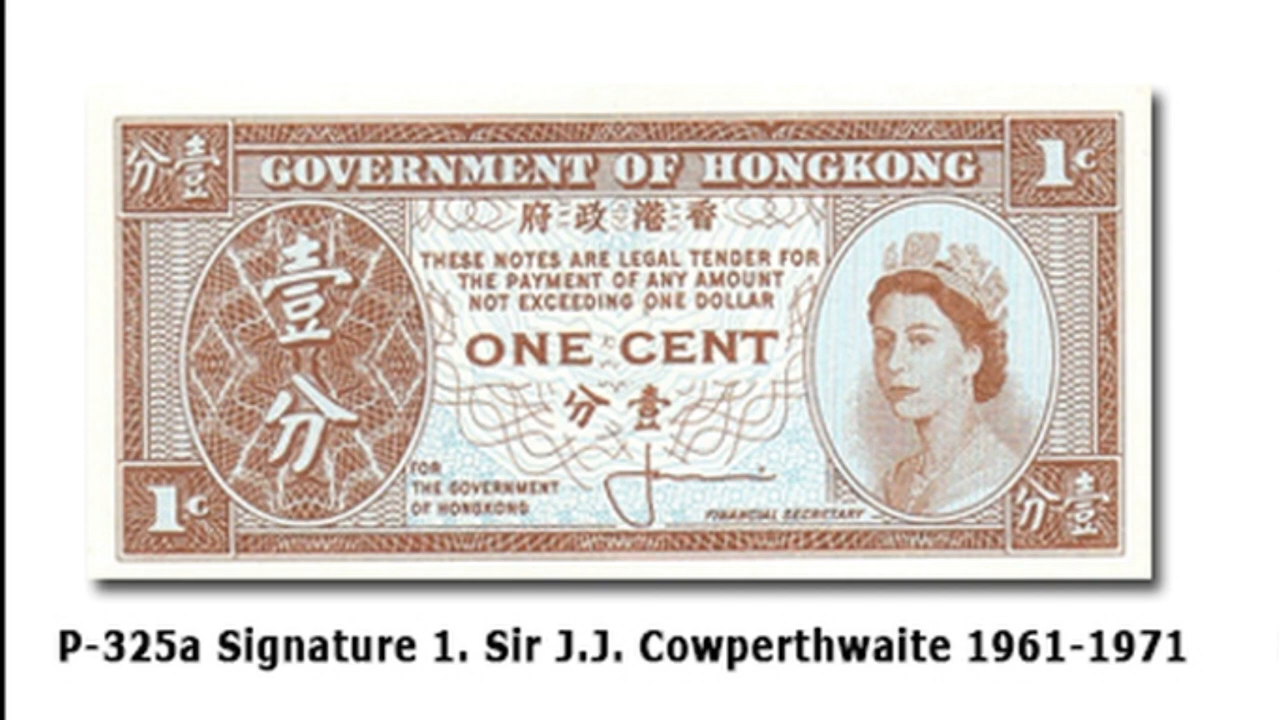 分壹
GOVERNMENT OF HONGKONG
1c
府政港香
THESE NOTES ARE LEGAL TENDER FOR
THE PAYMENT OF ANY AMOUNT
NOT EXCEEDING ONE DOLLAR
ONE CENT
分壹
壹
分
FOR
THE GOVERNMENT
OF HONGKONG
FINANCIAL SECRETARY
1c
分壹
P-325a Signature 1. Sir J.J. Cowperthwaite 1961-1971